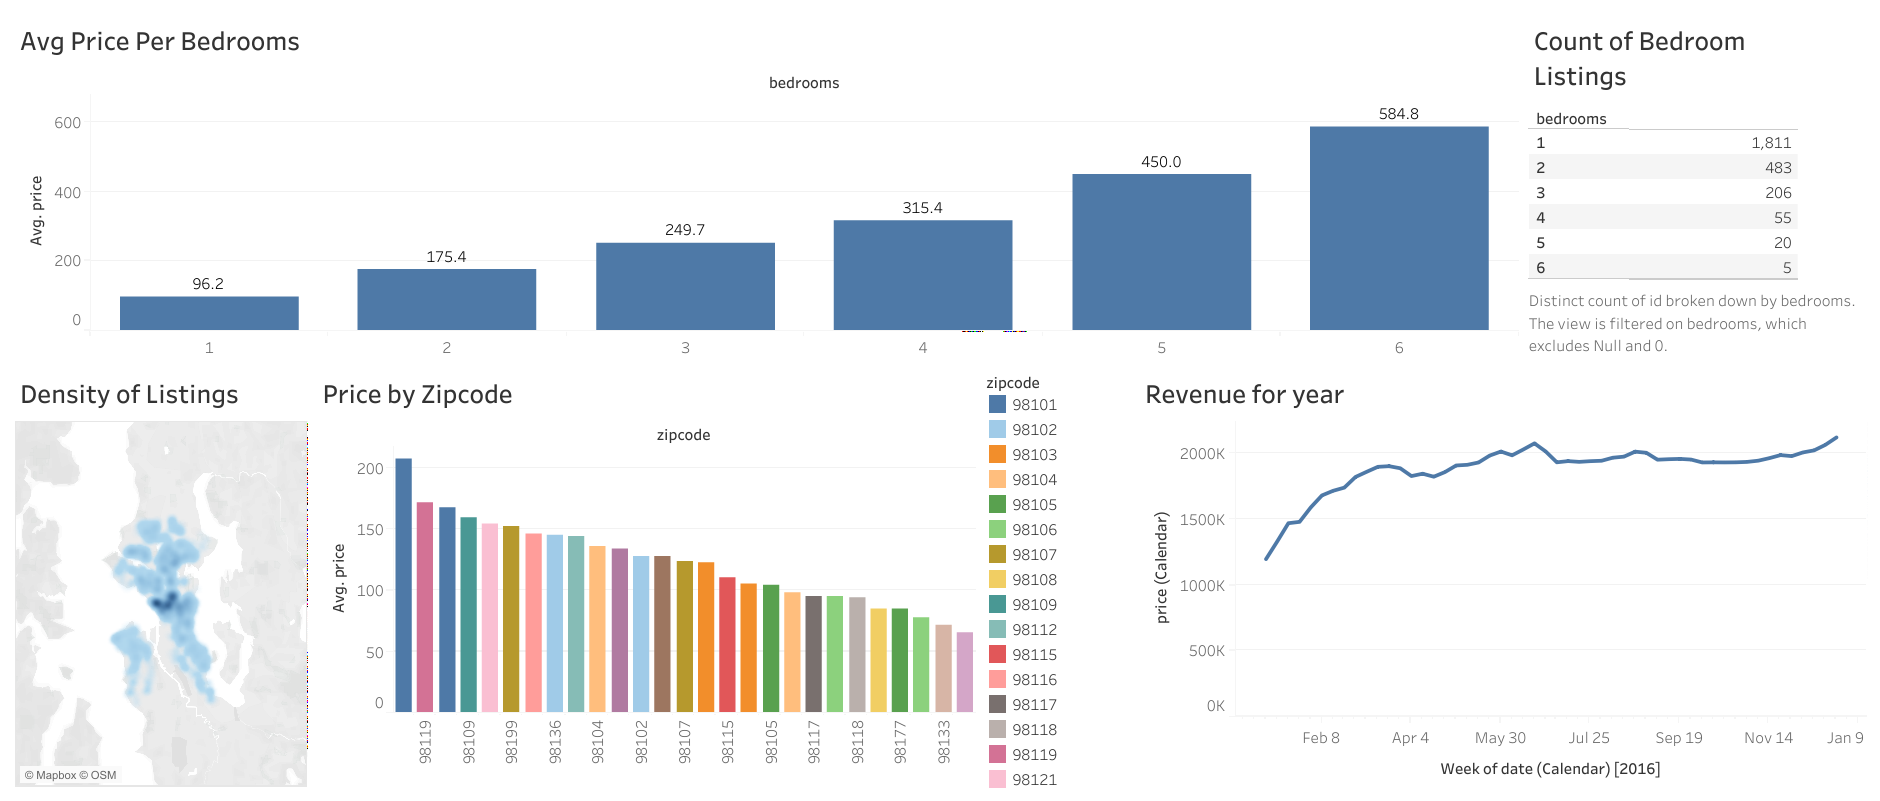 Avg Price Per Bedrooms
bedrooms
Avg. price
600
400
200
0
96.2
175.4
249.7
315.4
450.0
584.8
1
2
3
4
5
6
Count of Bedroom
Listings
bedrooms
1 1,811
2 483
3 206
4 55
5 20
6 5
Distinct count of id broken down by bedrooms.
The view is filtered on bedrooms, which
excludes Null and 0.
Density of Listings
© Mapbox © OSM
Price by Zipcode
zipcode
Avg. price
200
150
100
50
0
98119
98109
98199
98136
98104
98102
98107
98115
98105
98117
98118
98177
98133
zipcode
98101
98102
98103
98104
98105
98106
98107
98108
98109
98112
98115
98116
98117
98118
98119
98121
Revenue for year
price (Calendar)
2000K
1500K
1000K
500K
0K
Feb 8
Apr 4
May 30
Jul 25
Sep 19
Nov 14
Jan 9
Week of date (Calendar) [2016]